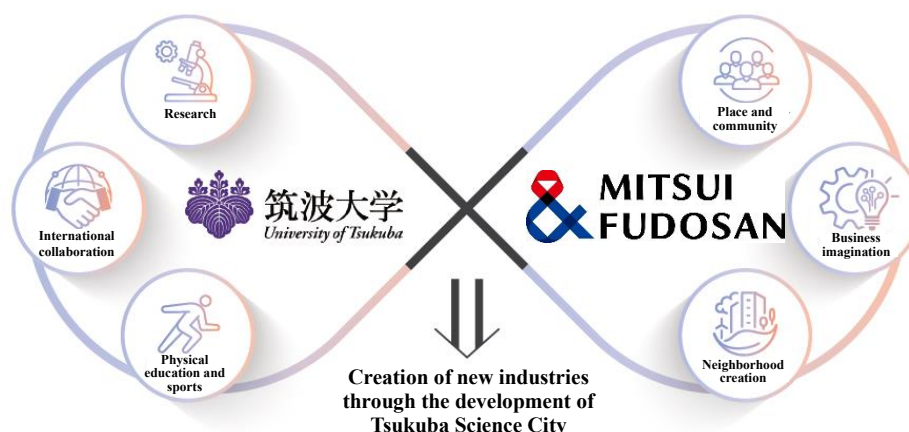 Research
International
collaboration
Physical
education and
sports
筑波大学
University of Tsukuba
MITSUI
FUDOSAN
Place and
community
Business
imagination
Neighborhood
creation
Creation of new industries
through the development of
Tsukuba Science City